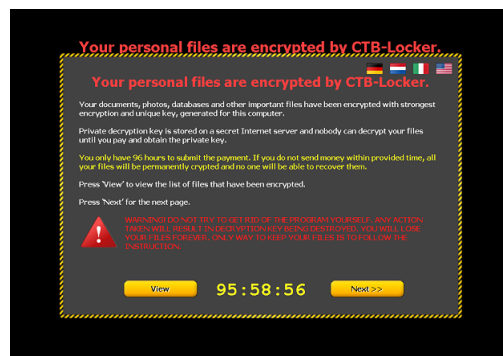 Your personal files are encrypted by CTB-Locker.
Your personal files are encrypted by CTB-Locker.
Your documents, photos, databases and other important files have been encrypted with strongest
encryption and unique key, generated for this computer.
Private decryption key is stored on a secret Internet server and nobody can decrypt your files
until you pay and obtain the private key.
You only have 96 hours to submit the payment. If you do not send money within provided time, all
your files will be permanently crypted and no one will be able to recover them.
Press 'View' to view the list of files that have been encrypted.
Press 'Next' for the next page.
WARNING! DO NOT TRY TO GET RID OF THE PROGRAM YOURSELF. ANY ACTION
TAKEN WILL RESULT IN DECRYPTION KEY BEING DESTROYED. YOU WILL LOSE
YOUR FILES FOREVER. ONLY WAY TO KEEP YOUR FILES IS TO FOLLOW THE
INSTRUCTION.
View
95:58:56
Next >>